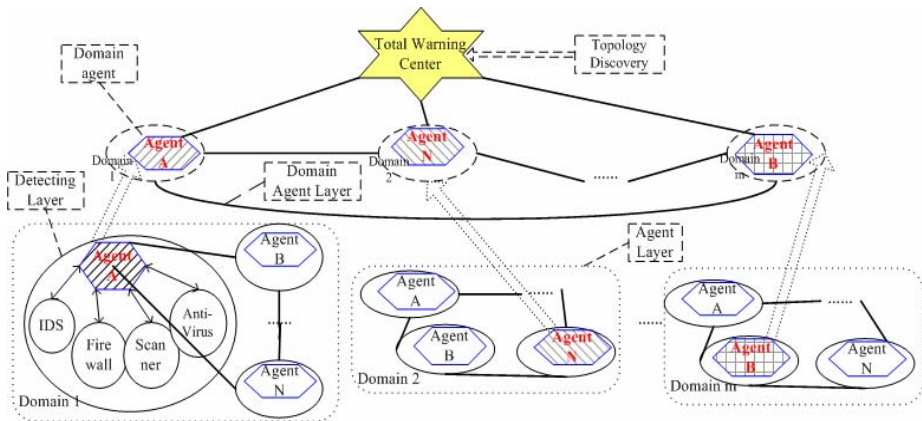 Total Warning
Center
Topology
Discovery
Domain
agent
Agent
A
Domain
Agent
N
Domain
2
Agent
B
Domain
m
......
Detecting
Layer
Domain
Agent Layer
Agent
Layer
Agent
A
IDS
Fire
wall
Scan
ner
Anti-
Virus
Agent
B
......
Agent
N
Domain 1
Agent
A
......
Agent
B
Agent
N
Domain 2
......
Agent
A
......
Agent
B
Agent
N
Domain m